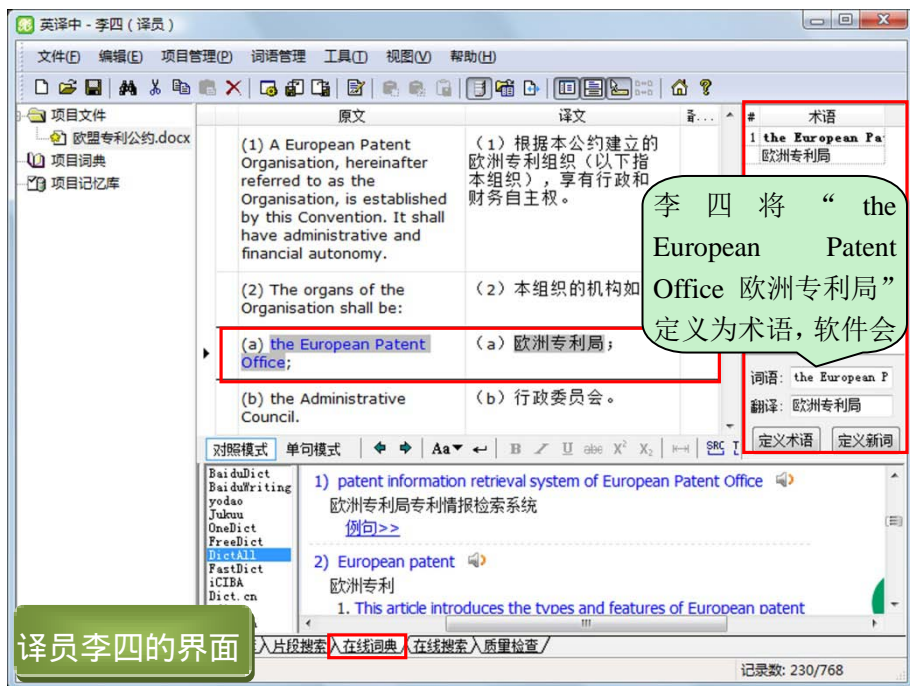 英译中 - 李四（译员）
文件(F) 编辑(E) 项目管理(P) 词语管理 工具(T) 视图(V) 帮助(H)
项目文件
欧盟专利公约.docx
项目词典
项目记忆库
原文 译文 备...
(1) A European Patent
Organisation, hereinafter
referred to as the
Organisation, is established
by this Convention. It shall
have administrative and
financial autonomy.
（1）根据本公约建立的
欧洲专利组织（以下指
本组织），享有行政和
财务自主权。
(2) The organs of the
Organisation shall be:
（2）本组织的机构如
(a) the European Patent
Office;
（a）欧洲专利局；
(b) the Administrative
Council.
（b）行政委员会。
# 术语
1 the European Pa
欧洲专利局
李四将“the
European Patent
Office 欧洲专利局”
定义为术语，软件会
词语: the European P
翻译: 欧洲专利局
定义术语 定义新词
对照模式 单句模式 Aa B I U abc X² X₂ SRC
BaiduDict
BaiduWriting
yodao
Jukuu
OneDict
FreeDict
DictAll
FastDict
iCIBA
Dict.cn
1) patent information retrieval system of European Patent Office
欧洲专利局专利情报检索系统
例句>>
2) European patent
欧洲专利
1. This article introduces the types and features of European patent
片段搜索 在线词典 在线搜索 质量检查
译员李四的界面
记录数: 230/768